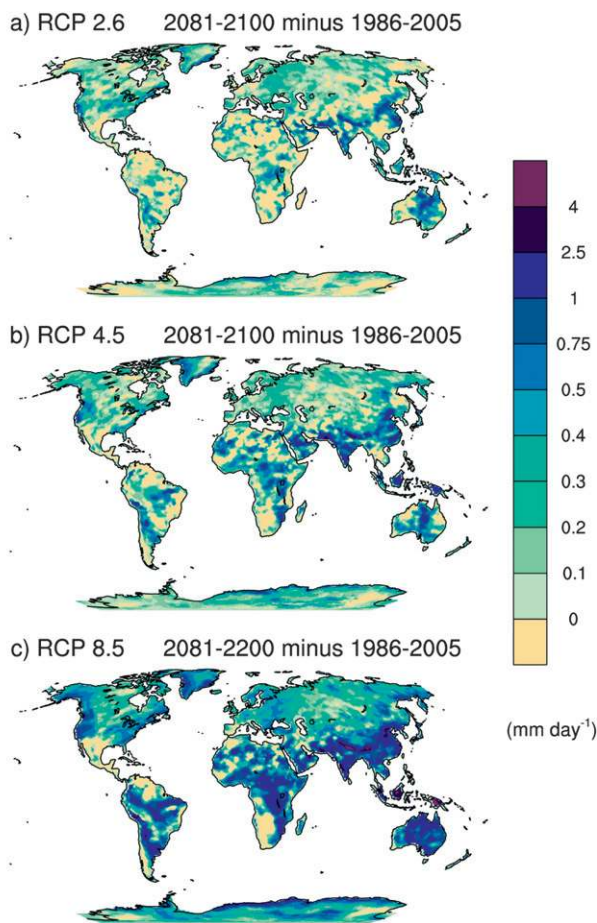 a) RCP 2.6 2081-2100 minus 1986-2005
b) RCP 4.5 2081-2100 minus 1986-2005
c) RCP 8.5 2081-2200 minus 1986-2005
4
2.5
1
0.75
0.5
0.4
0.3
0.2
0.1
0
(mm day⁻¹)